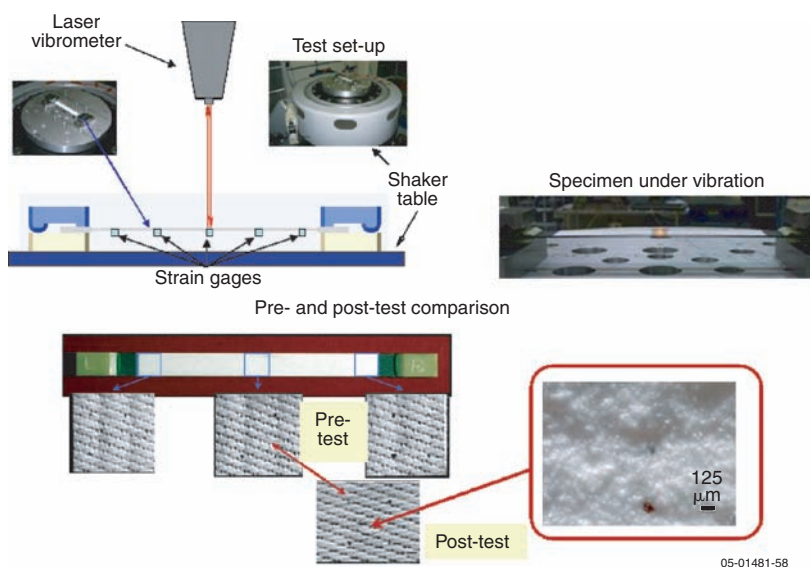 Laser
vibrometer
Test set-up
Shaker
table
Specimen under vibration
Strain gages
Pre- and post-test comparison
L
R
Pre-
test
125
μm
Post-test
05-01481-58